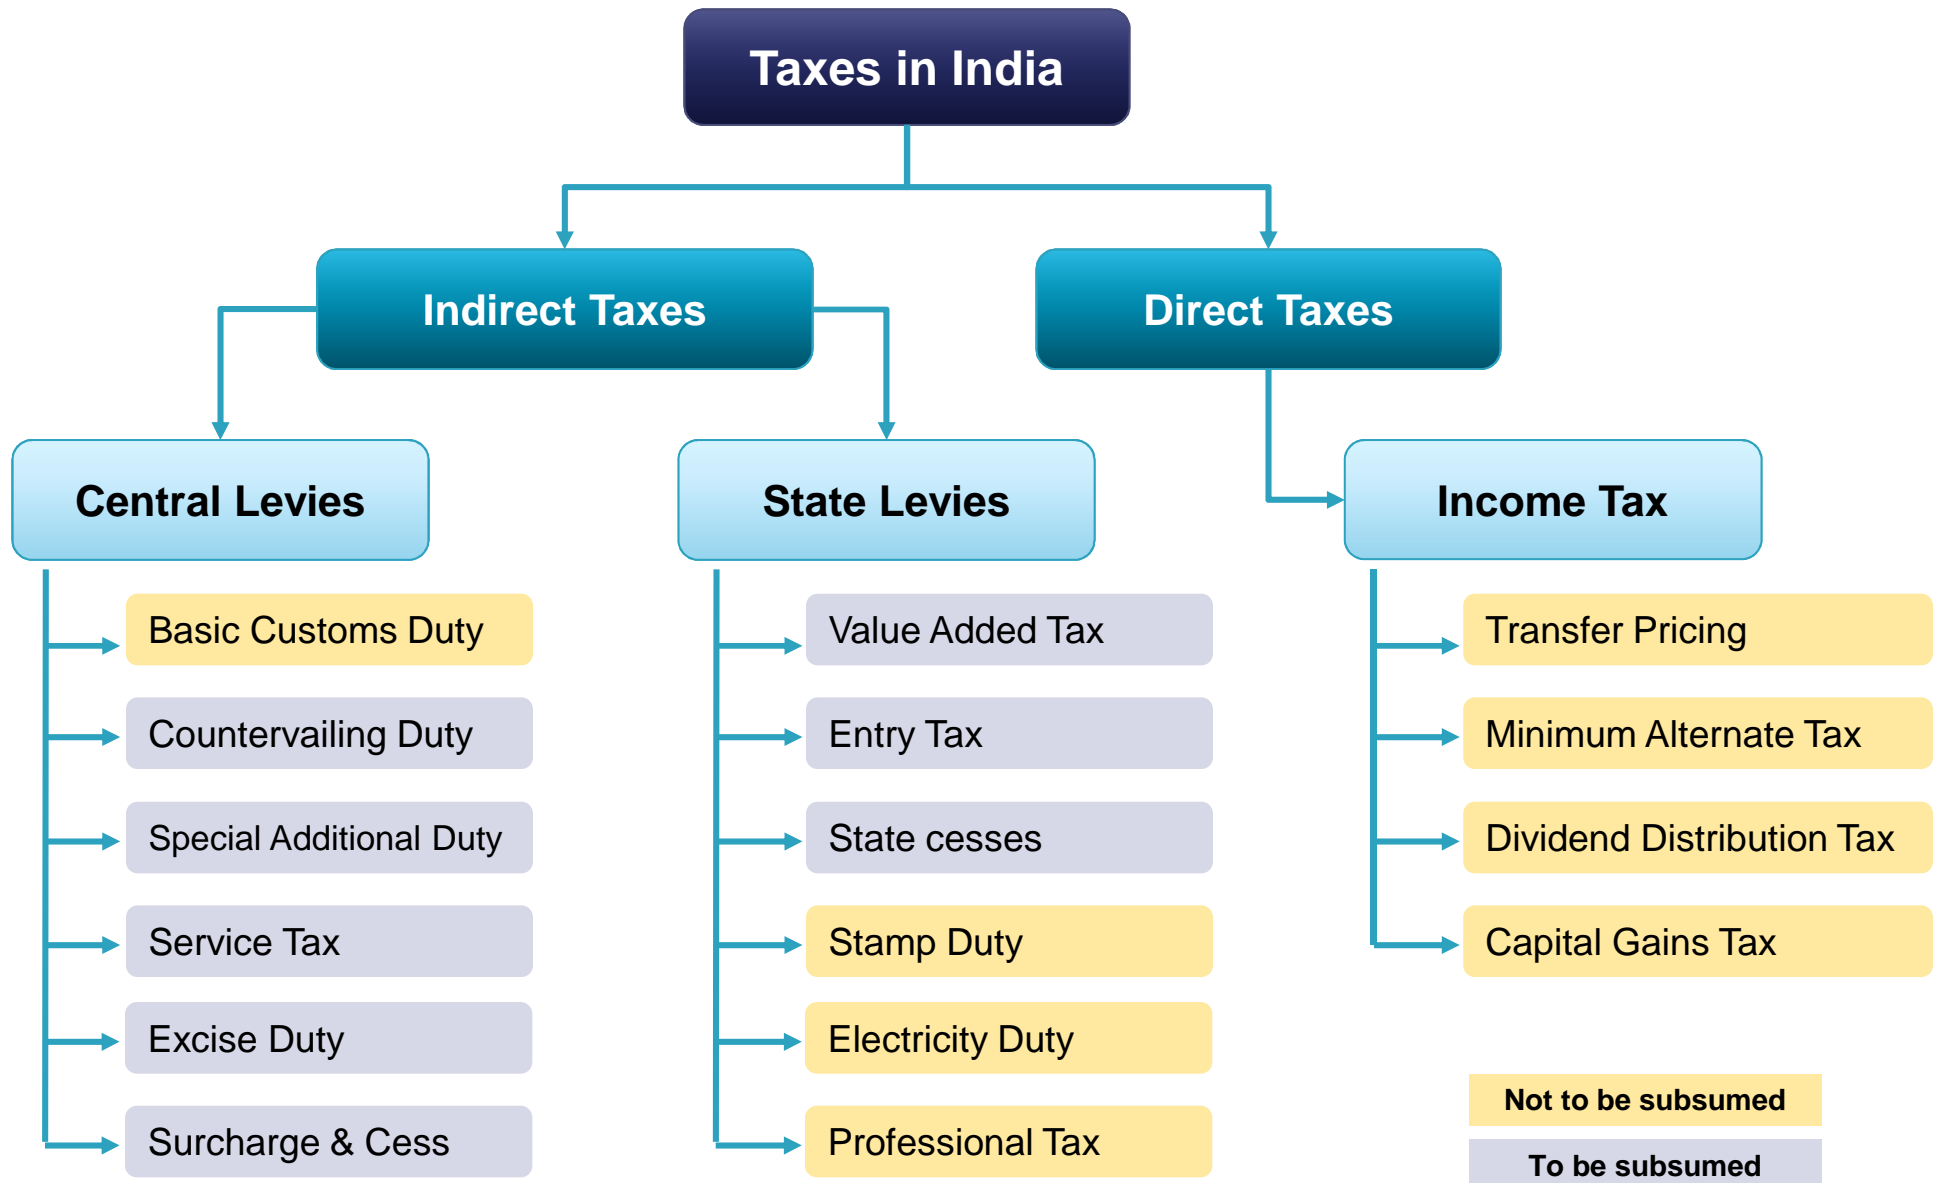 Taxes in India
Indirect Taxes
Direct Taxes
Central Levies
State Levies
Income Tax
Basic Customs Duty
Countervailing Duty
Special Additional Duty
Service Tax
Excise Duty
Surcharge & Cess
Value Added Tax
Entry Tax
State cesses
Stamp Duty
Electricity Duty
Professional Tax
Transfer Pricing
Minimum Alternate Tax
Dividend Distribution Tax
Capital Gains Tax
Not to be subsumed
To be subsumed